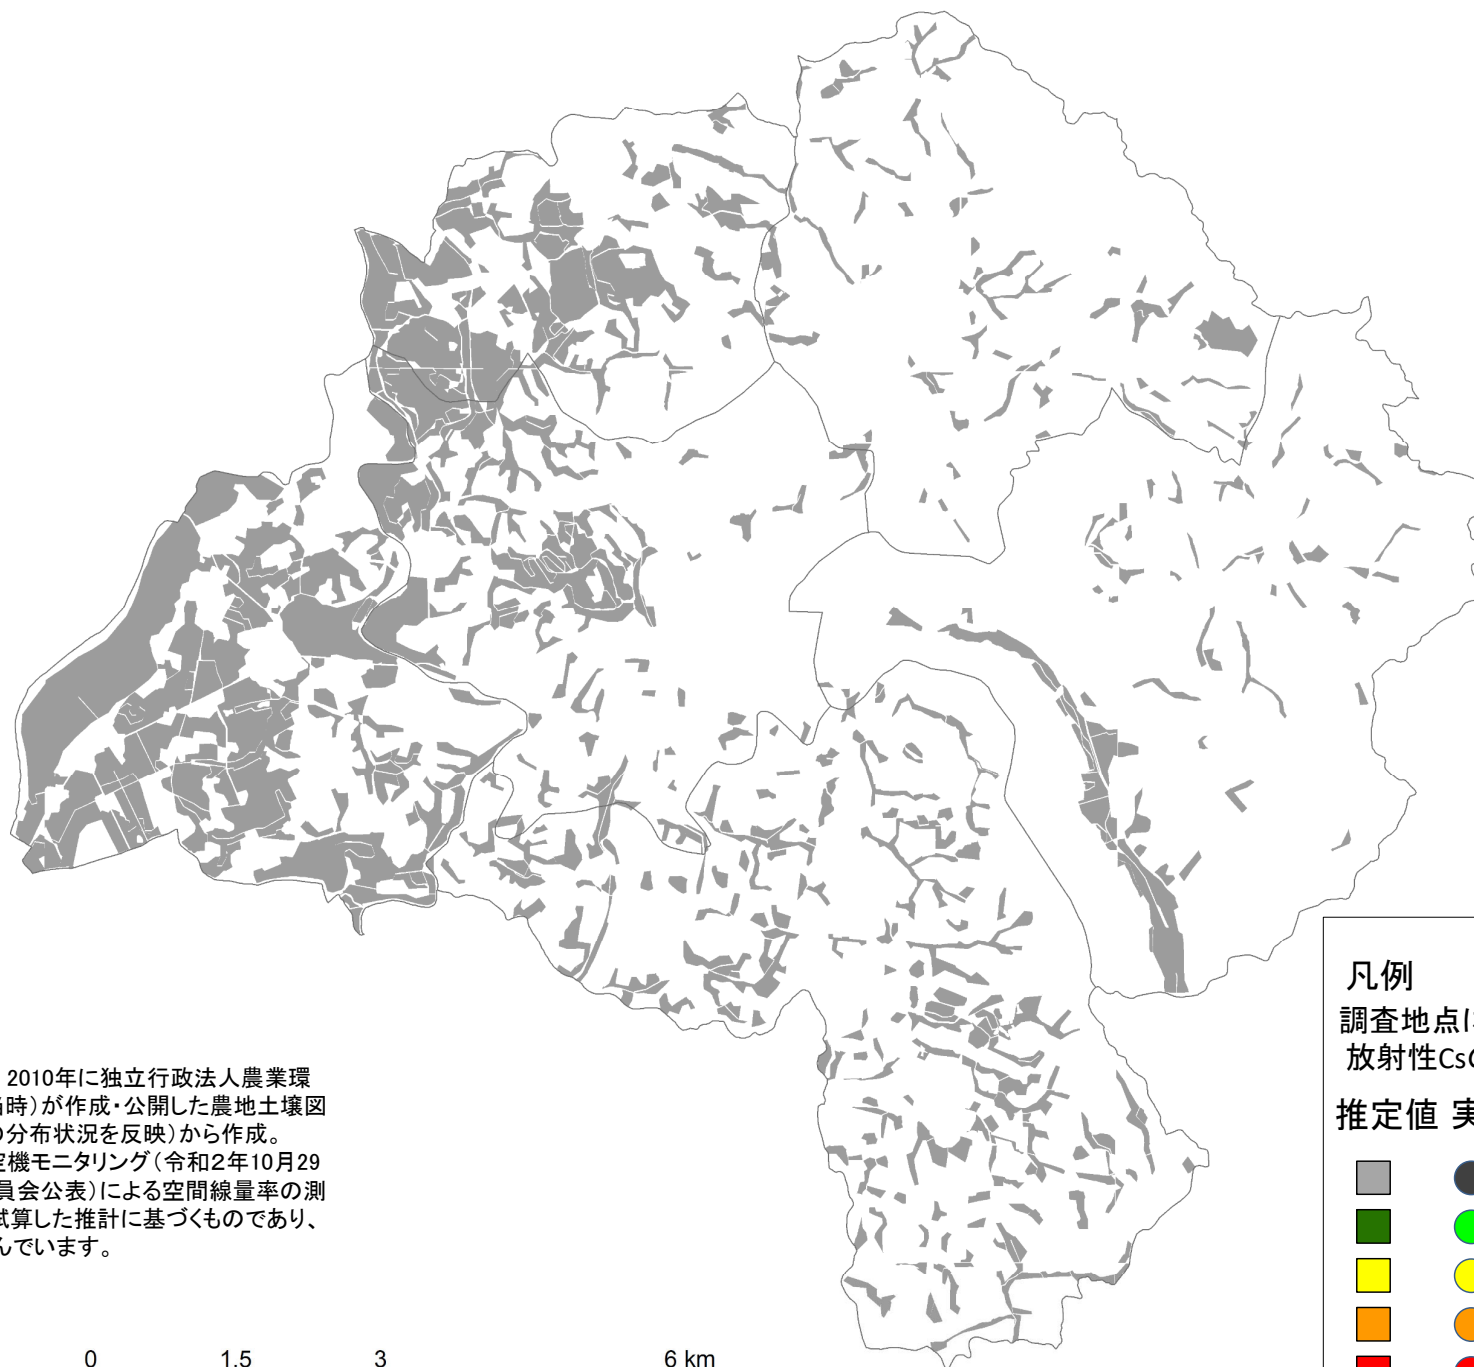 2010年に独立行政法人農業環
時)が作成・公開した農地土壌図
の分布状況を反映)から作成。
機モニタリング(令和2年10月29
員会公表)による空間線量率の測
試算した推計に基づくものであり、
んでいます。
0 1.5 3 6 km
凡例
調査地点に
放射性Cs
推定値 実